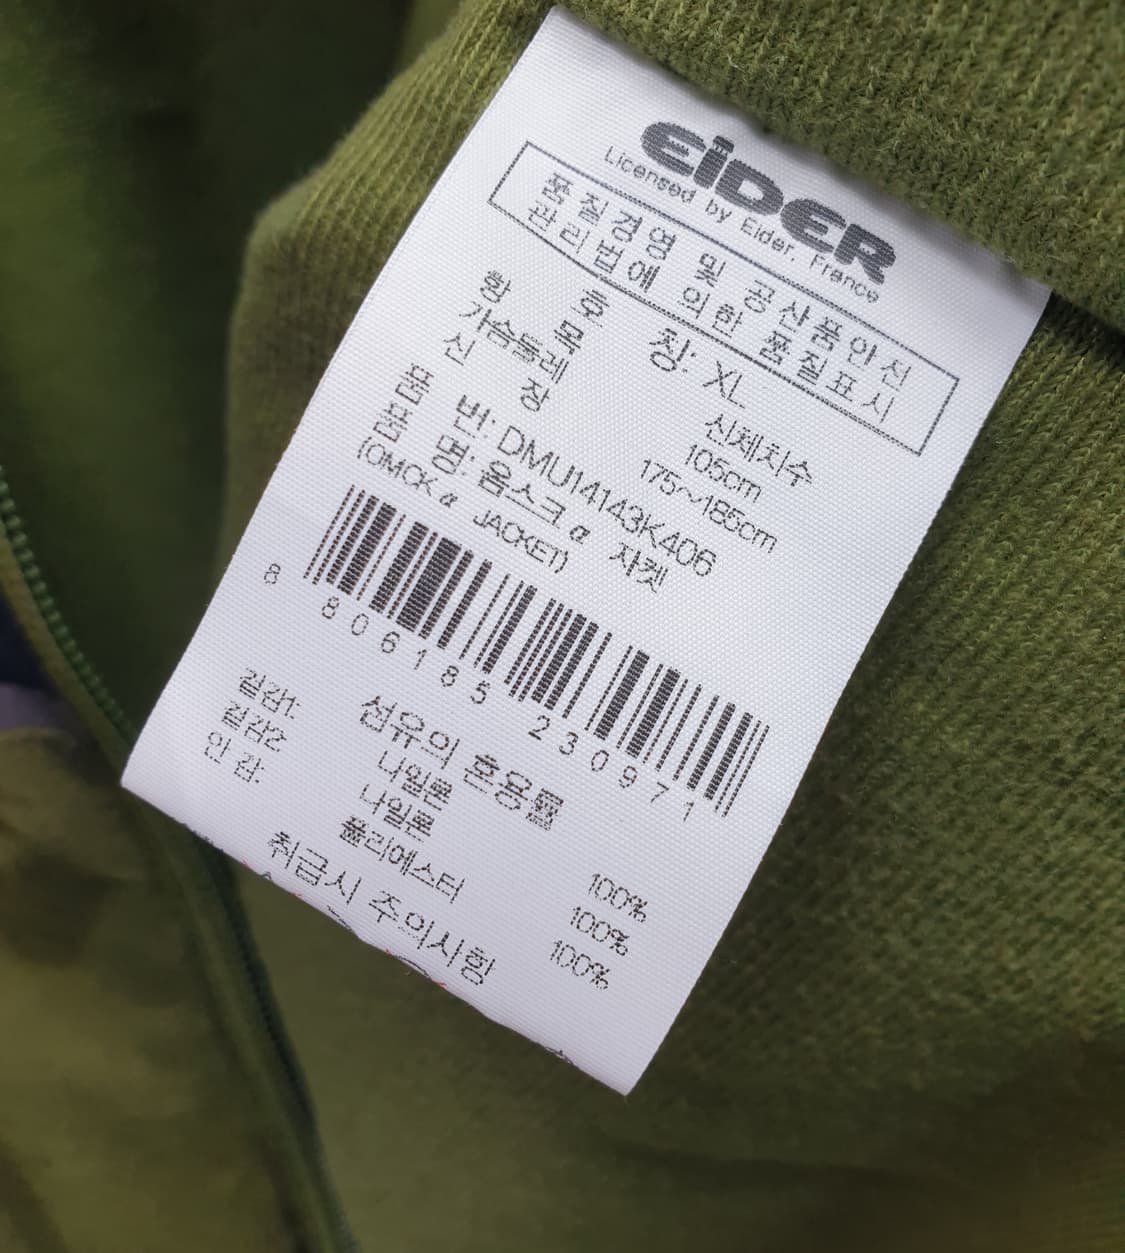 EIDER
Licensed by Eider, France
품질경영 및 공산품안전
관리법에 의한 품질표시
호 칭: XL
항 목 신체치수
가슴둘레 105cm
신 장 175~185cm
품 번: DMU14143K406
품 명: 옴스크 α 자켓
(OMCK α JACKET)
8 806185 230971
섬유의 혼용률
겉감1: 나일론 100%
겉감2: 나일론 100%
안 감: 폴리에스터 100%
취급시 주의사항